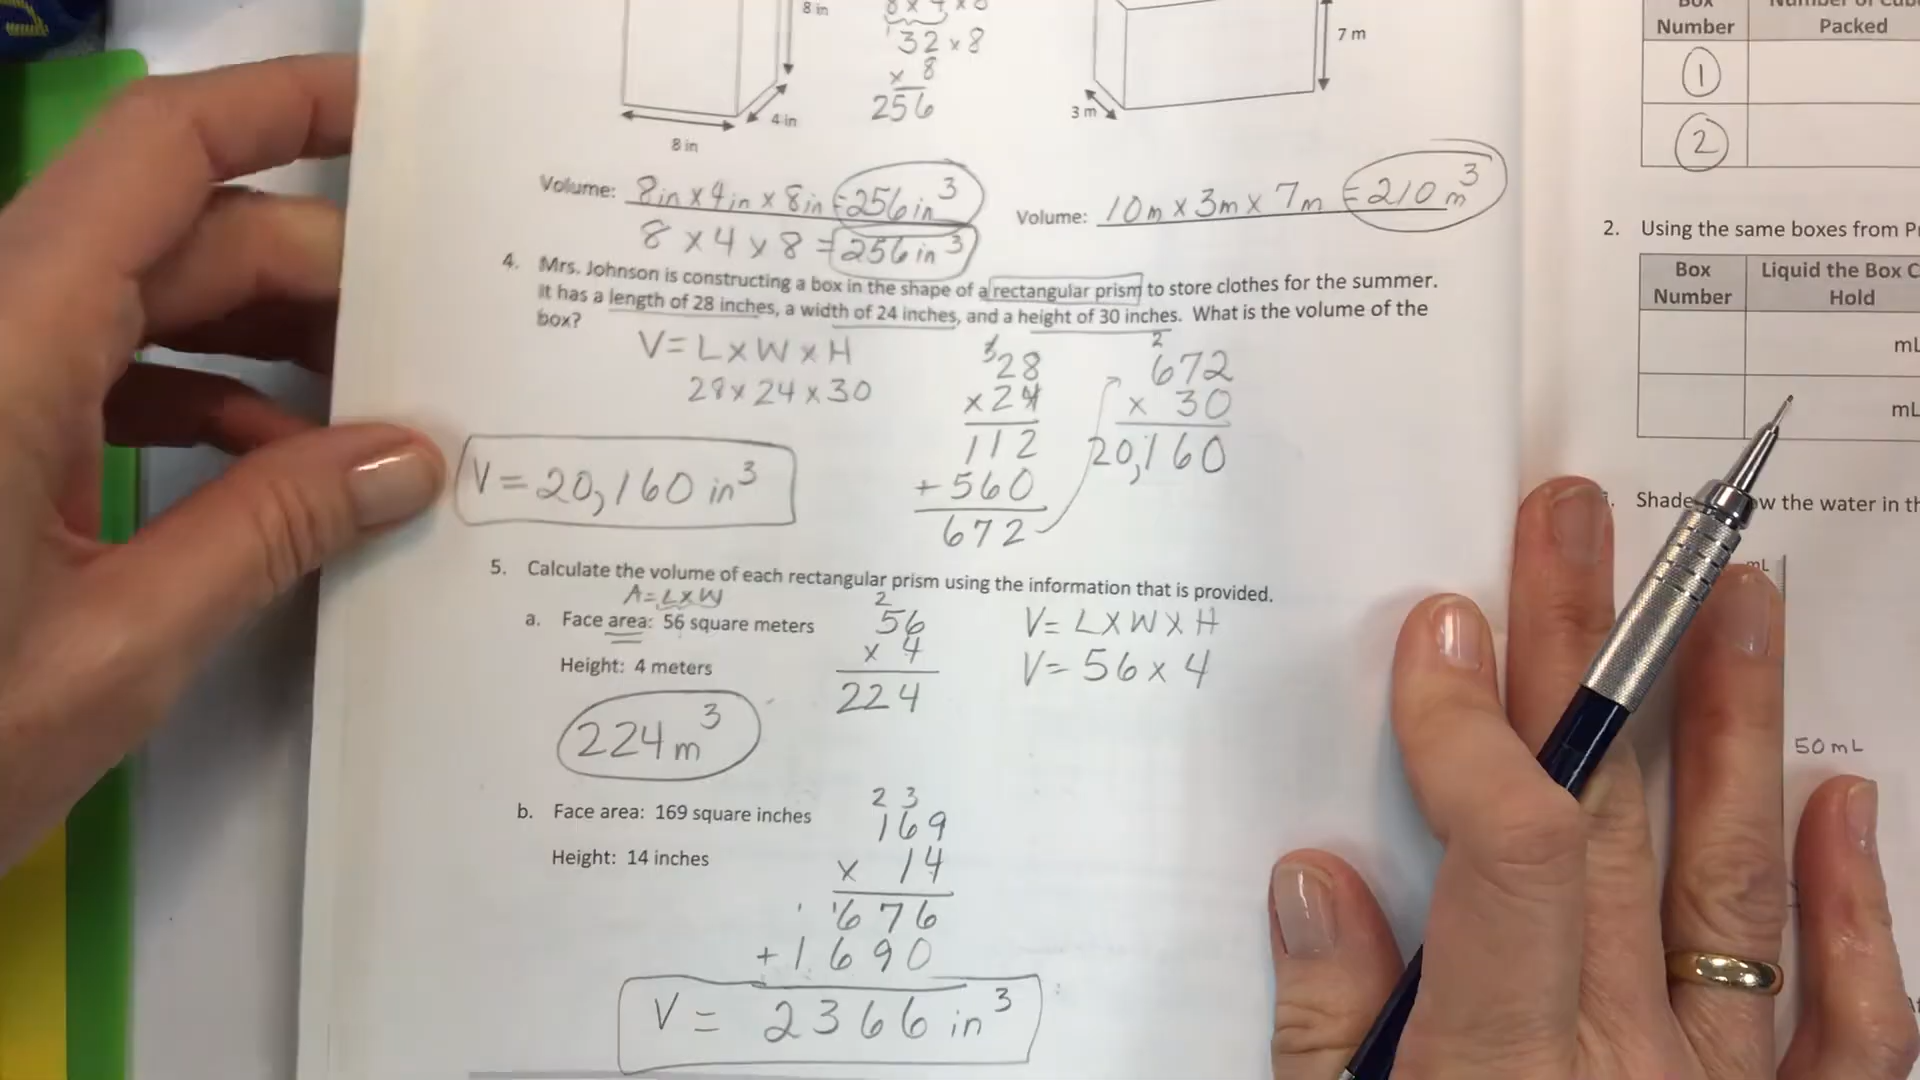 8 in
8 x 4 x 8
32 x 8
x 8
256
4 in
8 in
7 m
3 m
Volume: 8in x 4in x 8in = 256in³
8 x 4 x 8 = 256 in³
Volume: 10m x 3m x 7m = 210 m³
4. Mrs. Johnson is constructing a box in the shape of a rectangular prism to store clothes for the summer.
It has a length of 28 inches, a width of 24 inches, and a height of 30 inches. What is the volume of the
box?
V = L x W x H
28 x 24 x 30
V = 20,160 in³
28
x 24
112
+ 560
672
2
672
x 30
20,160
5. Calculate the volume of each rectangular prism using the information that is provided.
A = L x W
a. Face area: 56 square meters
Height: 4 meters
224 m³
2
56
x 4
224
V = L x W x H
V = 56 x 4
b. Face area: 169 square inches
Height: 14 inches
2 3
169
x 14
676
+ 1690
V = 2366 in³
Number
Packed
1
2
2. Using the same boxes from
Box
Number
Liquid the Box
Hold
mL
mL
Shade
the water in
mL
50 mL